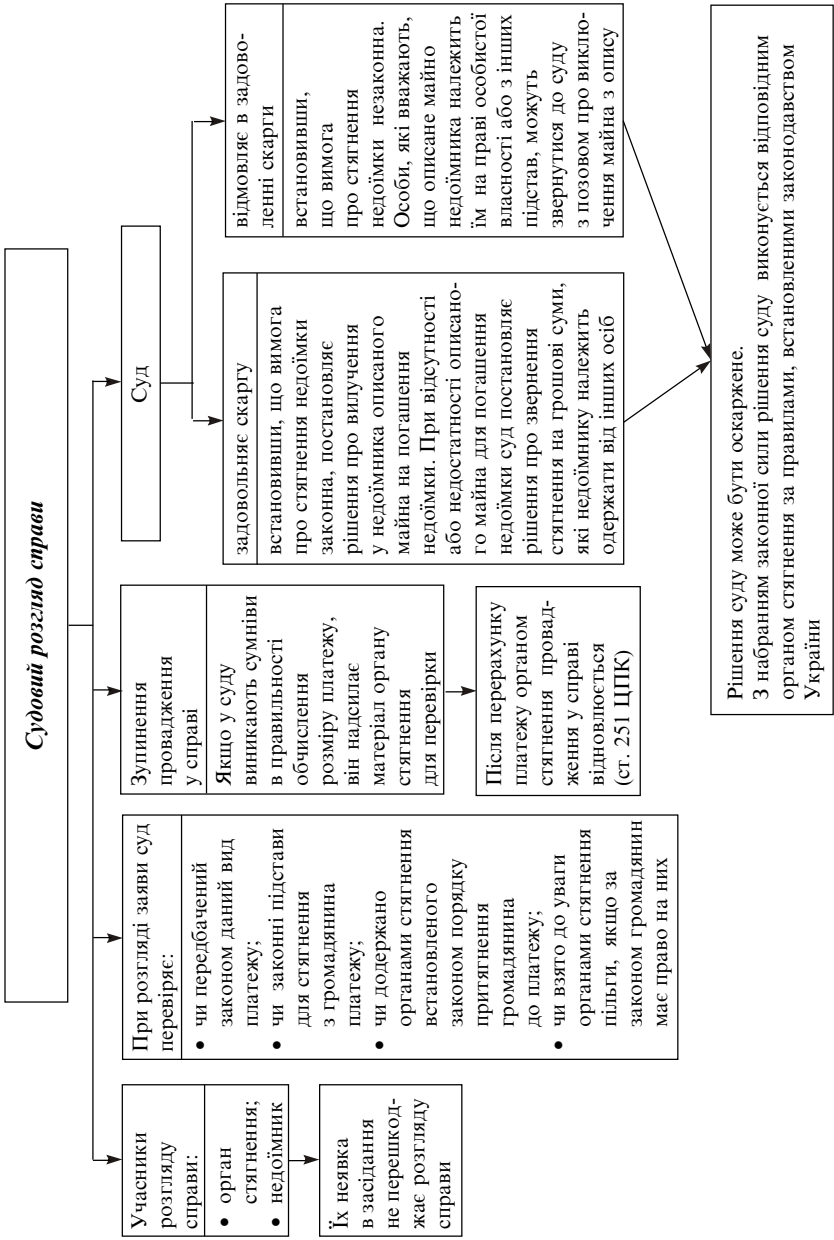 Судовий розгляд справи
Учасники
розгляду
справи:
• орган
стягнення;
• недоїмник
Їх неявка
в засідання
не перешкод-
жає розгляду
справи
При розгляді заяви суд
перевіряє:
• чи передбачений
законом даний вид
платежу;
• чи законні підстави
для стягнення
з громадянина
платежу;
• чи додержано
органами стягнення
встановленого
законом порядку
притягнення
громадянина
до платежу;
• чи взято до уваги
органами стягнення
пільги, якщо за
законом громадянин
має право на них
Зупинення
провадження
у справі
Якщо у суду
виникають сумніви
в правильності
обчислення
розміру платежу,
він надсилає
матеріал органу
стягнення
для перевірки
Після перерахунку
платежу органом
стягнення провад-
ження у справі
відновлюється
(ст. 251 ЦПК)
Суд
задовольняє скаргу
встановивши, що вимога
про стягнення недоїмки
законна, постановляє
рішення про вилучення
у недоїмника описаного
майна на погашення
недоїмки. При відсутності
або недостатності описано-
го майна для погашення
недоїмки суд постановляє
рішення про звернення
стягнення на грошові суми,
які недоїмнику належить
одержати від інших осіб
відмовляє в задово-
ленні скарги
встановивши,
що вимога
про стягнення
недоїмки незаконна.
Особи, які вважають,
що описане майно
недоїмника належить
їм на праві особистої
власності або з інших
підстав, можуть
звернутися до суду
з позовом про виклю-
чення майна з опису
Рішення суду може бути оскаржене.
З набранням законної сили рішення суду виконується відповідним
органом стягнення за правилами, встановленими законодавством
України